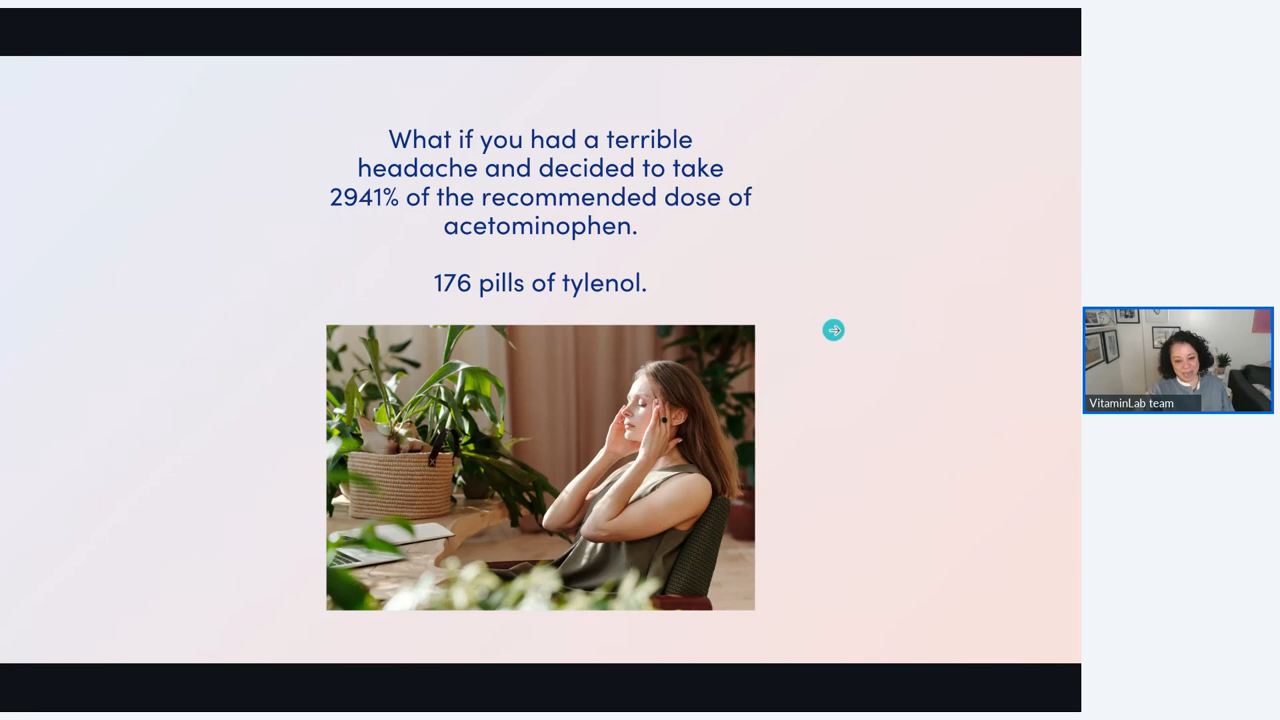 What if you had a terrible
headache and decided to take
2941% of the recommended dose of
acetominophen.
176 pills of tylenol.
VitaminLab team